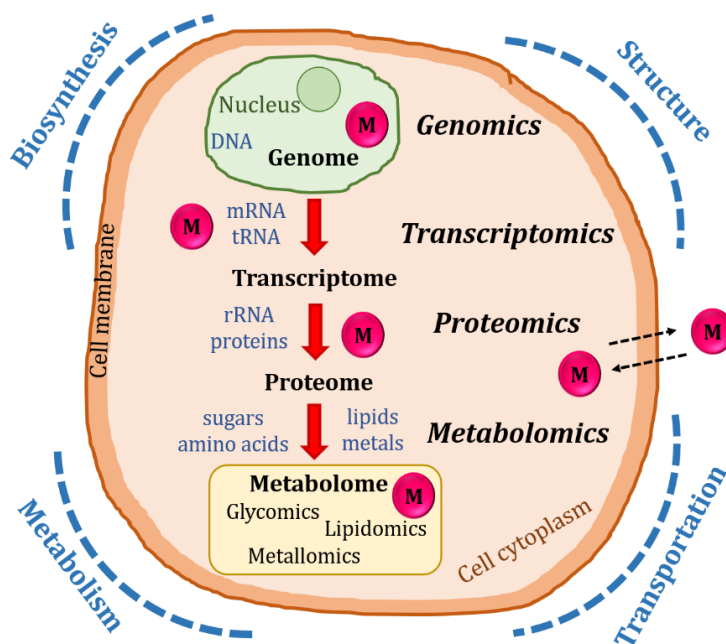 Biosynthesis
Structure
Nucleus
M
DNA
Genome
Genomics
mRNA
M
tRNA
Transcriptomics
Transcriptome
Cell membrane
rRNA
proteins
M
Proteomics
M
M
Proteome
sugars
amino acids
lipids
metals
Metabolomics
Metabolome
M
Glycomics
Lipidomics
Metallomics
Cell cytoplasm
Metabolism
Transportation